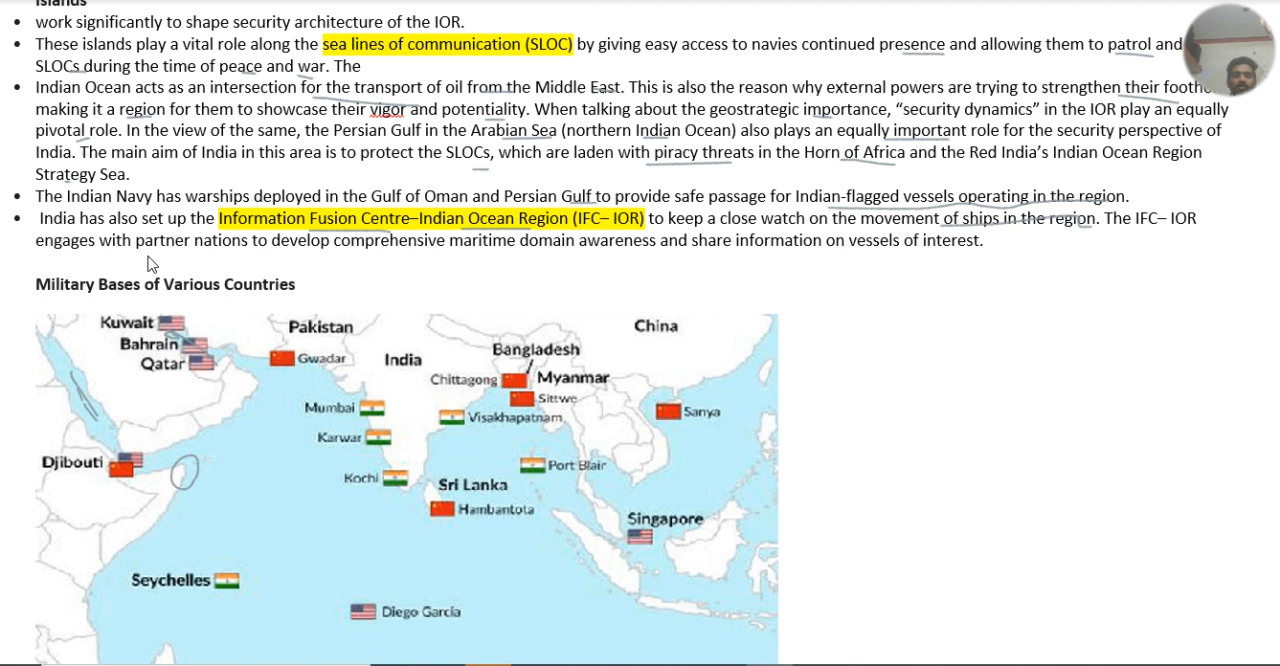 Islands
work significantly to shape security architecture of the IOR.
These islands play a vital role along the sea lines of communication (SLOC) by giving easy access to navies continued presence and allowing them to patrol and
SLOCs during the time of peace and war. The
Indian Ocean acts as an intersection for the transport of oil from the Middle East. This is also the reason why external powers are trying to strengthen their
making it a region for them to showcase their vigor and potentiality. When talking about the geostrategic importance, “security dynamics” in the IOR play an equally
pivotal role. In the view of the same, the Persian Gulf in the Arabian Sea (northern Indian Ocean) also plays an equally important role for the security perspective of
India. The main aim of India in this area is to protect the SLOCs, which are laden with piracy threats in the Horn of Africa and the Red India’s Indian Ocean Region
Strategy Sea.
The Indian Navy has warships deployed in the Gulf of Oman and Persian Gulf to provide safe passage for Indian-flagged vessels operating in the region.
India has also set up the Information Fusion Centre–Indian Ocean Region (IFC– IOR) to keep a close watch on the movement of ships in the region. The IFC– IOR
engages with partner nations to develop comprehensive maritime domain awareness and share information on vessels of interest.
Military Bases of Various Countries
Kuwait
Pakistan
China
Bahrain
Qatar
Gwadar
India
Bangladesh
Chittagong
Myanmar
Sittwe
Mumbai
Visakhapatnam
Sanya
Karwar
Djibouti
Port Blair
Kochi
Sri Lanka
Hambantota
Singapore
Seychelles
Diego Garcia